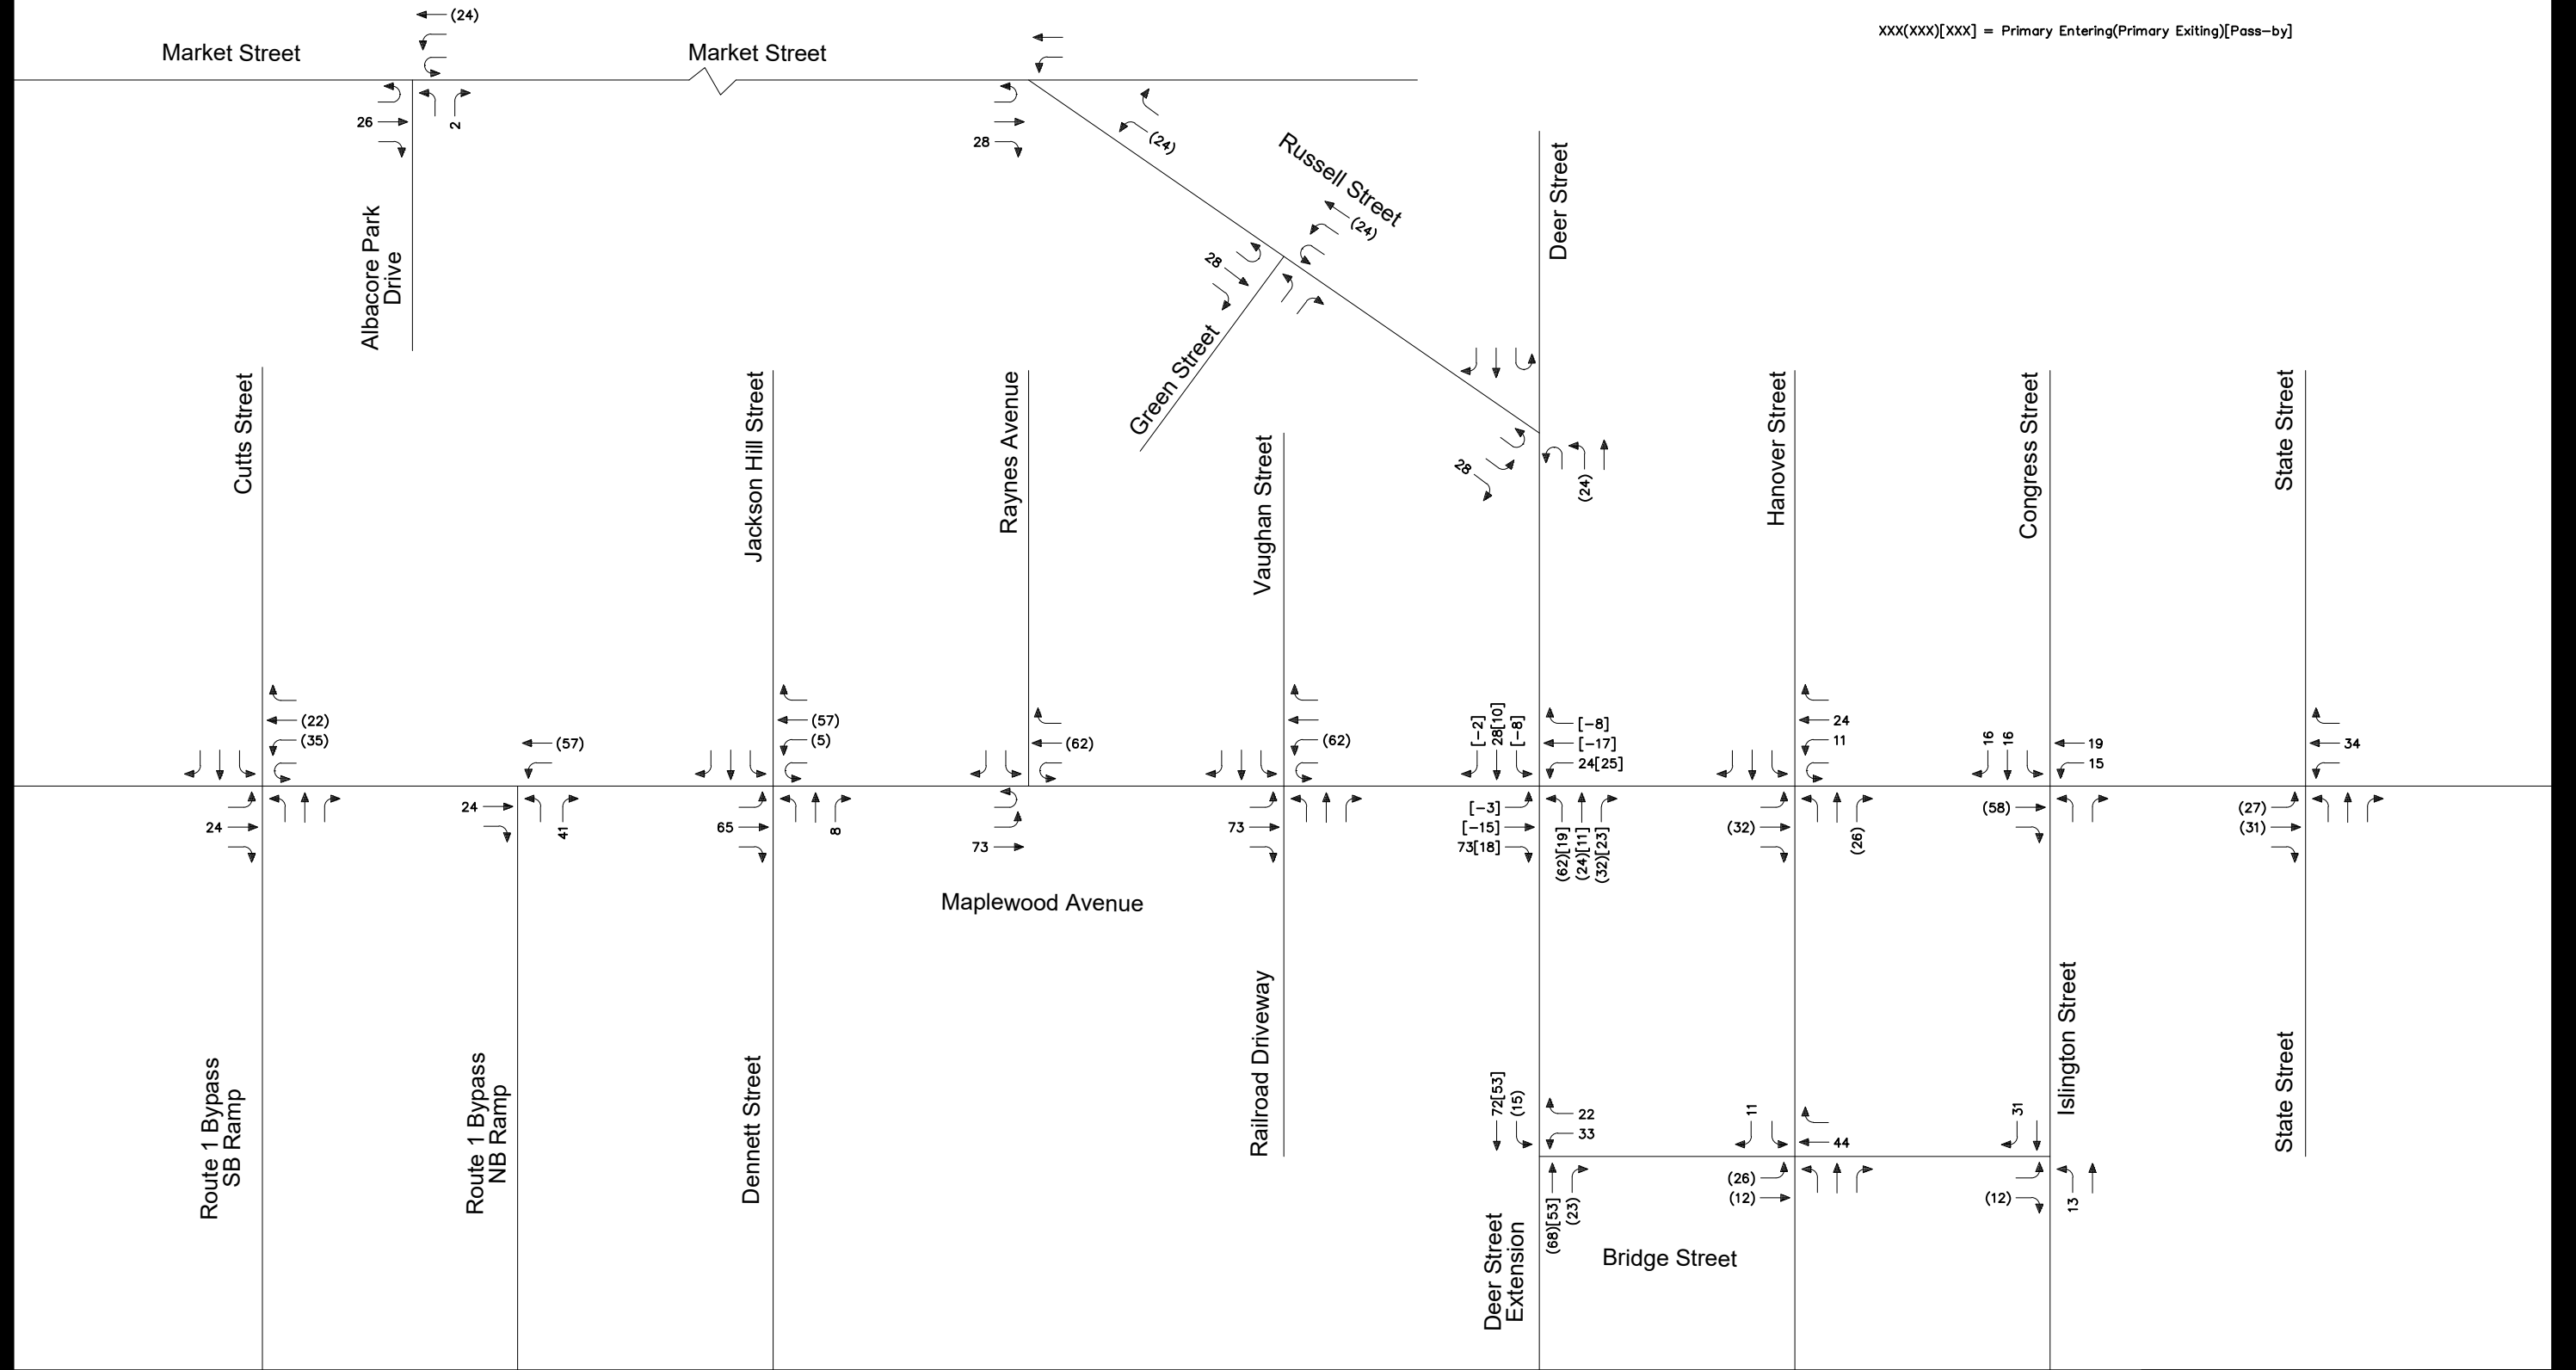 (24)
XXX(XXX)[XXX] = Primary Entering(Primary Exiting)[Pass-by]
Market Street
Market Street
26
2
28
(24)
Russell Street
Deer Street
Albacore Park
Drive
28
(24)
Green Street
28
(24)
Cutts Street
Jackson Hill Street
Raynes Avenue
Vaughan Street
Hanover Street
Congress Street
State Street
(22)
(35)
(57)
(57)
(5)
(62)
(62)
[-2]
28[10]
[-8]
[-8]
[-17]
24[25]
24
11
16
16
19
15
34
24
24
41
65
8
73
73
[-3]
[-15]
73[18]
(62)[19]
(24)[11]
(32)[23]
(32)
(26)
(58)
(27)
(31)
Maplewood Avenue
Route 1 Bypass
SB Ramp
Route 1 Bypass
NB Ramp
Dennett Street
Railroad Driveway
Islington Street
State Street
72[53]
(15)
22
33
11
44
31
(68)[53]
(23)
(26)
(12)
(12)
13
Deer Street
Extension
Bridge Street